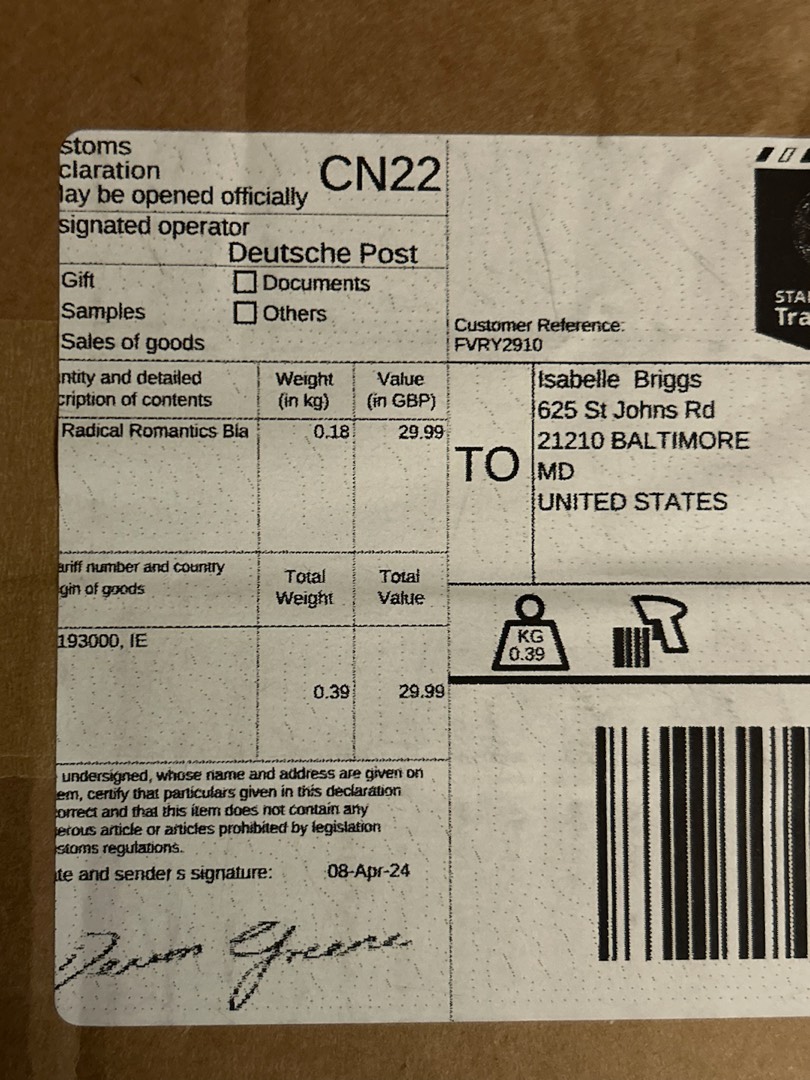 stoms
claration
ay be opened officially
CN22
signated operator
Deutsche Post
Gift
Documents
Samples
Others
Sales of goods
ntity and detailed
cription of contents
Weight
(in kg)
Value
(in GBP)
Radical Romantics Bla
0.18
29.99
ariff number and country
gin of goods
Total
Weight
Total
Value
193000, IE
0.39
29.99
undersigned, whose name and address are given on
em, certify that particulars given in this declaration
orrect and that this item does not contain any
erous article or articles prohibited by legislation
stoms regulations.
te and sender s signature:
08-Apr-24
Customer Reference:
FVRY2910
STA
Tra
TO
Isabelle Briggs
625 St Johns Rd
21210 BALTIMORE
MD
UNITED STATES
KG
0.39